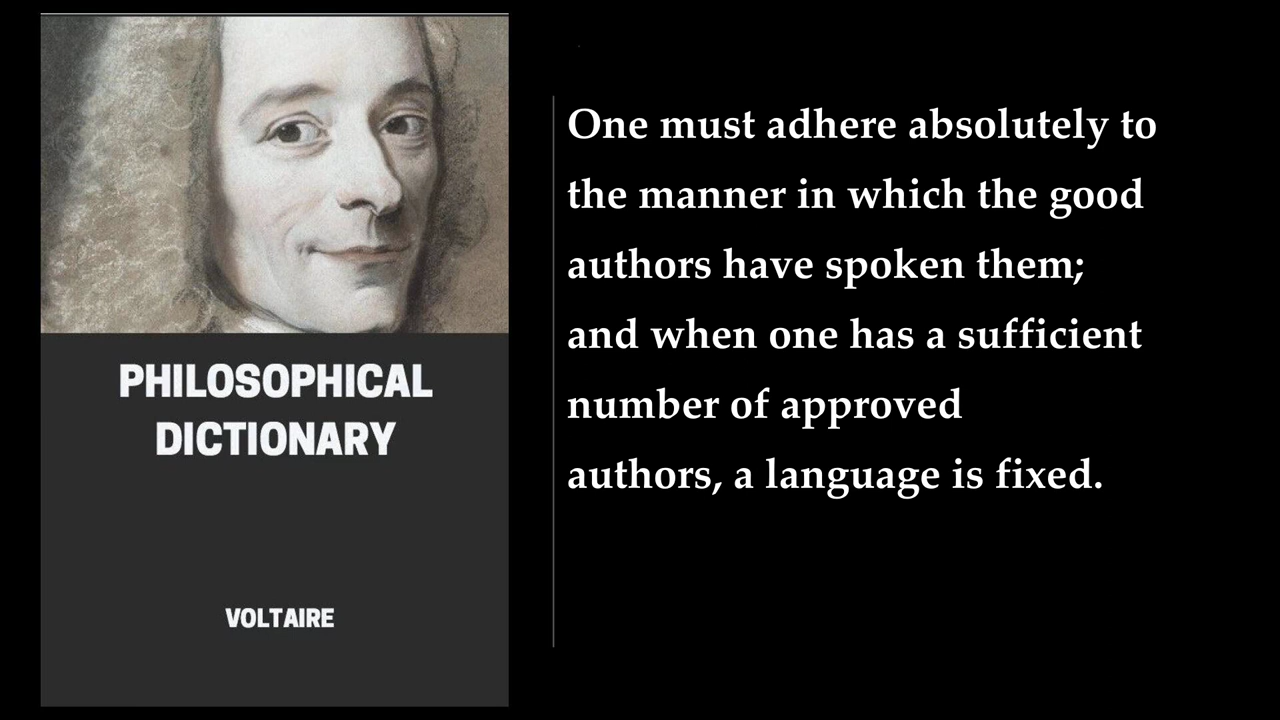 PHILOSOPHICAL
DICTIONARY
VOLTAIRE
One must adhere absolutely to
the manner in which the good
authors have spoken them;
and when one has a sufficient
number of approved
authors, a language is fixed.